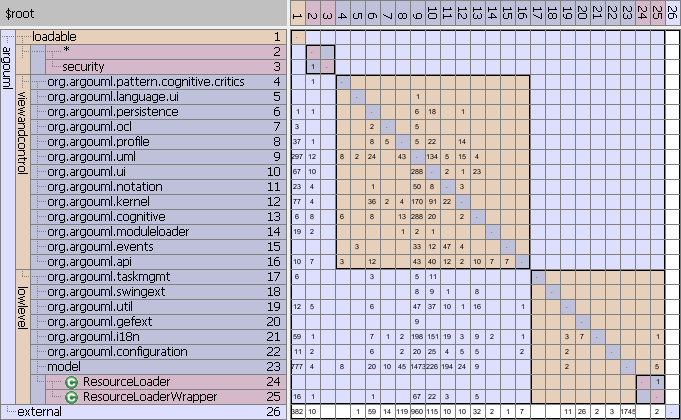 $root 1 2 3 4 5 6 7 8 9 10 11 12 13 14 15 16 17 18 19 20 21 22 23 24 25 26
argouml
loadable 1 -
* 2 -
security 3 1 -
viewandcontrol
org.argouml.pattern.cognitive.critics 4 1 -
org.argouml.language.ui 5 - 1
org.argouml.persistence 6 1 1 - 6 18 1
org.argouml.ocl 7 3 2 - 5
org.argouml.profile 8 37 1 8 5 - 22 14
org.argouml.uml 9 297 12 8 2 24 43 - 134 5 15 4
org.argouml.ui 10 67 10 288 - 2 1 23
org.argouml.notation 11 23 4 1 50 8 - 3
org.argouml.kernel 12 77 4 36 2 4 170 91 22 -
org.argouml.cognitive 13 6 8 6 8 13 288 20 2 -
org.argouml.moduleloader 14 19 2 1 2 1 -
org.argouml.events 15 3 33 12 47 4 -
org.argouml.api 16 10 7 3 12 43 40 12 2 10 7 7 -
lowlevel
org.argouml.taskmgmt 17 6 3 5 11 -
org.argouml.swingext 18 8 9 1 8 -
org.argouml.util 19 12 5 6 47 37 10 1 16 1 -
org.argouml.gefext 20 9 -
org.argouml.i18n 21 59 1 7 1 2 198 151 19 3 9 2 1 26 7 - 1
org.argouml.configuration 22 11 2 6 2 20 25 4 5 5 2 2 -
model 23 777 4 8 20 10 45 1473 226 194 24 9 2 - 5
C ResourceLoader 24 - 1
C ResourceLoaderWrapper 25 16 1 3 67 22 3 1 1 -
external 26 382 10 1 59 14 119 960 115 10 10 32 2 1 7 1 11 26 2 3 1745 2 -